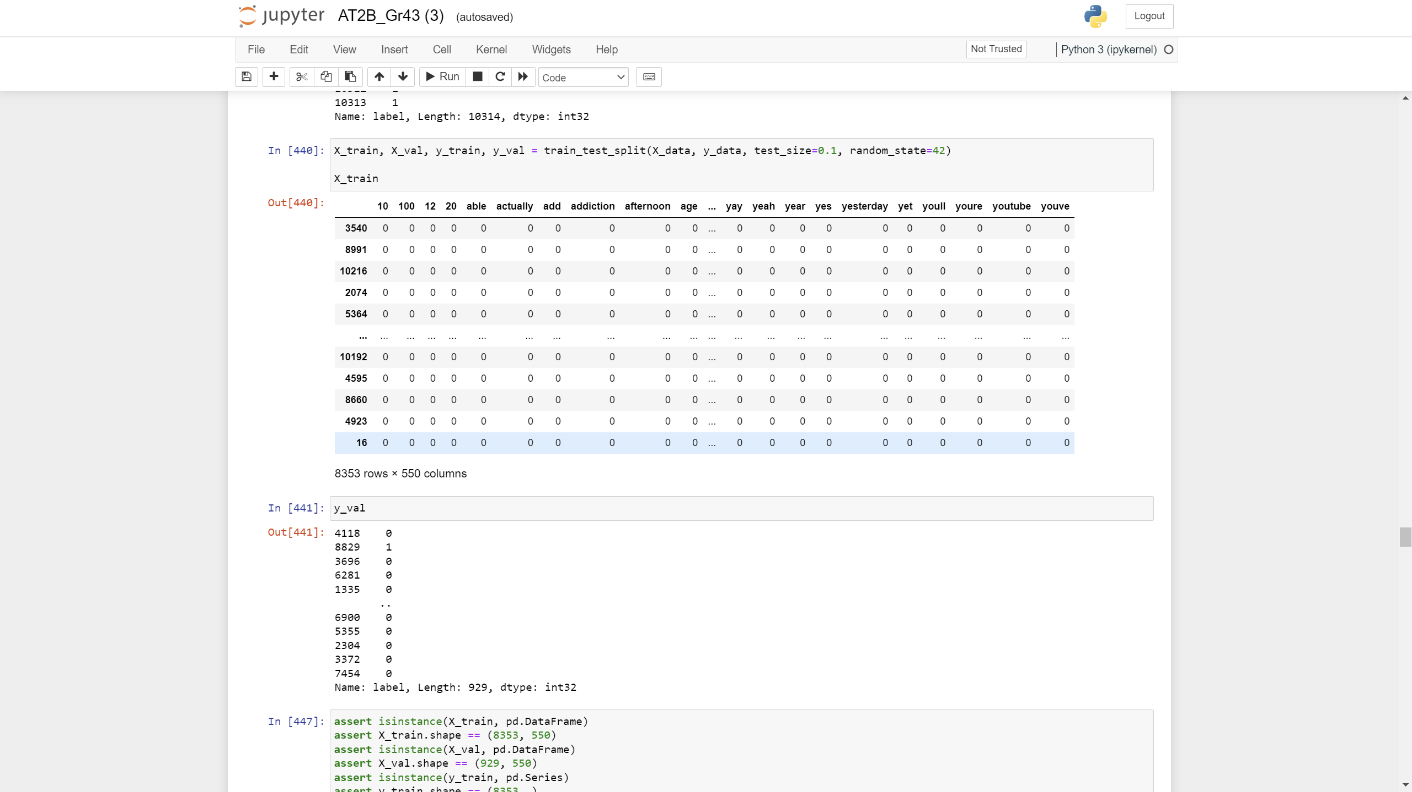 jupyter AT2B_Gr43 (3) (autosaved) Logout
File Edit View Insert Cell Kernel Widgets Help Not Trusted Python 3 (ipykernel)
Run Code
10313 1
Name: label, Length: 10314, dtype: int32
In [440]: X_train, X_val, y_train, y_val = train_test_split(X_data, y_data, test_size=0.1, random_state=42)
X_train
Out[440]:
10 100 12 20 able actually add addiction afternoon age ... yay yeah year yes yesterday yet youll youre youtube youve
3540 0 0 0 0 0 0 0 0 0 0 ... 0 0 0 0 0 0 0 0 0 0
8991 0 0 0 0 0 0 0 0 0 0 ... 0 0 0 0 0 0 0 0 0 0
10216 0 0 0 0 0 0 0 0 0 0 ... 0 0 0 0 0 0 0 0 0 0
2074 0 0 0 0 0 0 0 0 0 0 ... 0 0 0 0 0 0 0 0 0 0
5364 0 0 0 0 0 0 0 0 0 0 ... 0 0 0 0 0 0 0 0 0 0
... ... ... ... ... ... ... ... ... ... ... ... ... ... ... ... ... ... ... ... ... ...
10192 0 0 0 0 0 0 0 0 0 0 ... 0 0 0 0 0 0 0 0 0 0
4595 0 0 0 0 0 0 0 0 0 0 ... 0 0 0 0 0 0 0 0 0 0
8660 0 0 0 0 0 0 0 0 0 0 ... 0 0 0 0 0 0 0 0 0 0
4923 0 0 0 0 0 0 0 0 0 0 ... 0 0 0 0 0 0 0 0 0 0
16 0 0 0 0 0 0 0 0 0 0 ... 0 0 0 0 0 0 0 0 0 0
8353 rows × 550 columns
In [441]: y_val
Out[441]: 4118 0
8829 1
3696 0
6281 0
1335 0
..
6900 0
5355 0
2304 0
3372 0
7454 0
Name: label, Length: 929, dtype: int32
In [447]: assert isinstance(X_train, pd.DataFrame)
assert X_train.shape == (8353, 550)
assert isinstance(X_val, pd.DataFrame)
assert X_val.shape == (929, 550)
assert isinstance(y_train, pd.Series)
assert y_train.shape == (8353, )